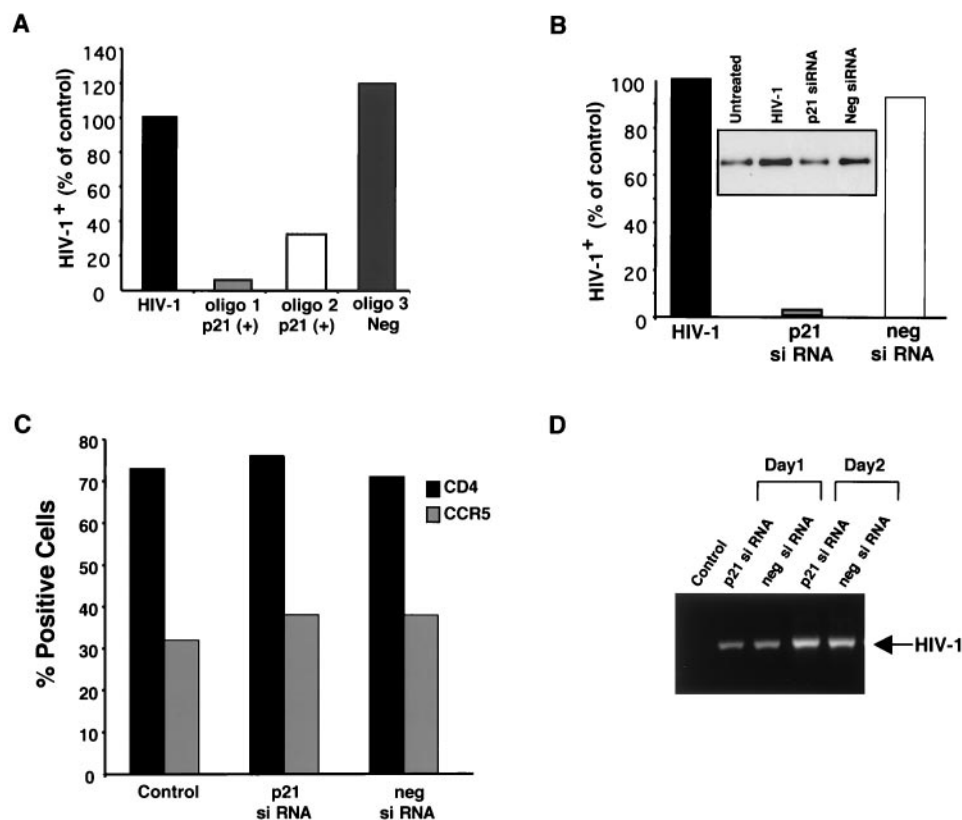 A
HIV-1+ (% of control)
140
120
100
80
60
40
20
0
HIV-1
oligo 1
p21 (+)
oligo 2
p21 (+)
oligo 3
Neg
B
HIV-1+ (% of control)
100
80
60
40
20
0
Untreated
HIV-1
p21 siRNA
Neg siRNA
HIV-1
p21
si RNA
neg
si RNA
C
% Positive Cells
80
70
60
50
40
30
20
10
0
CD4
CCR5
Control
p21
si RNA
neg
si RNA
D
Day1
Day2
Control
p21 si RNA
neg si RNA
p21 si RNA
neg si RNA
HIV-1